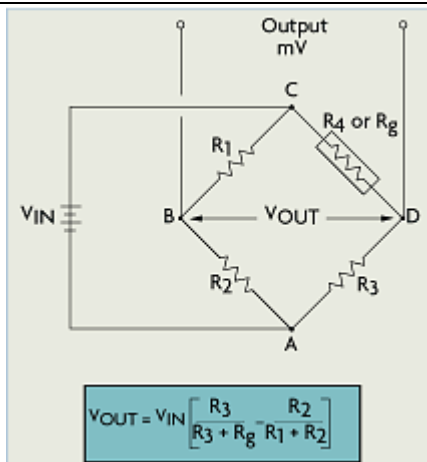 Output
mV
C
R1
R4 or Rg
VIN
B
VOUT
D
R2
R3
A
VOUT = VIN [ R3 / R3 + Rg - R2 / R1 + R2 ]